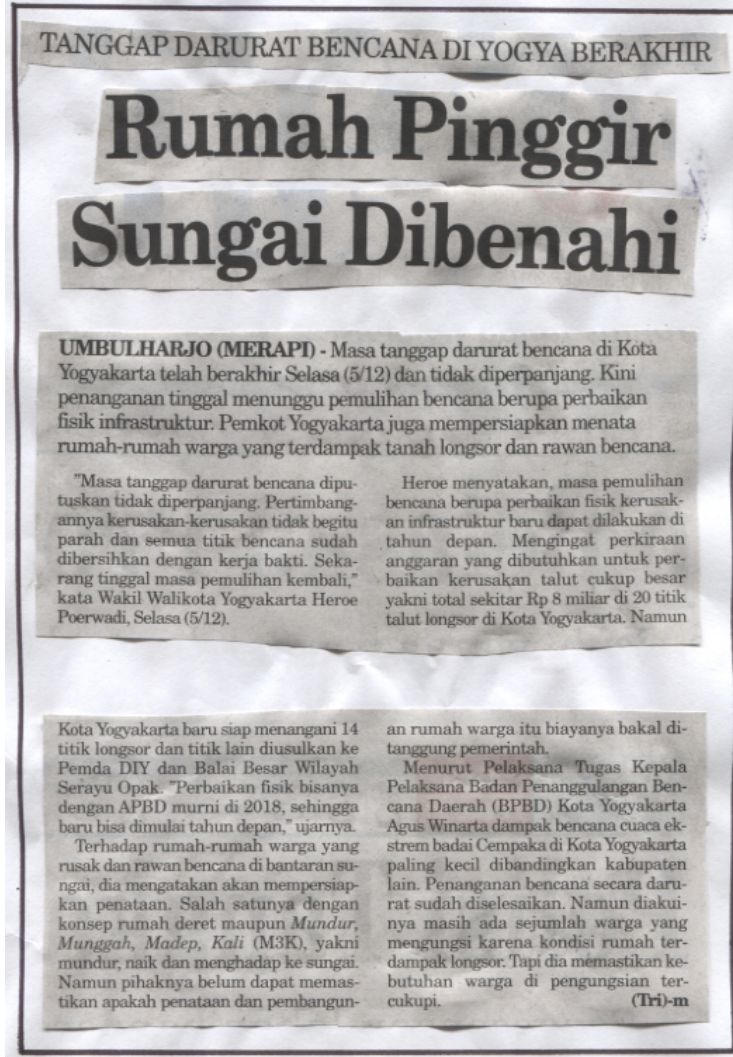 TANGGAP DARURAT BENCANA DI YOGYA BERAKHIR
Rumah Pinggir
Sungai Dibenahi
UMBULHARJO (MERAPI) - Masa tanggap darurat bencana di Kota
Yogyakarta telah berakhir Selasa (5/12) dan tidak diperpanjang. Kini
penanganan tinggal menunggu pemulihan bencana berupa perbaikan
fisik infrastruktur. Pemkot Yogyakarta juga mempersiapkan menata
rumah-rumah warga yang terdampak tanah longsor dan rawan bencana.
"Masa tanggap darurat bencana dipu-
tuskan tidak diperpanjang. Pertimbang-
annya kerusakan-kerusakan tidak begitu
parah dan semua titik bencana sudah
dibersihkan dengan kerja bakti. Seka-
rang tinggal masa pemulihan kembali,"
kata Wakil Walikota Yogyakarta Heroe
Poerwadi, Selasa (5/12).
Heroe menyatakan, masa pemulihan
bencana berupa perbaikan fisik kerusak-
an infrastruktur baru dapat dilakukan di
tahun depan. Mengingat perkiraan
anggaran yang dibutuhkan untuk per-
baikan kerusakan talut cukup besar
yakni total sekitar Rp 8 miliar di 20 titik
talut longsor di Kota Yogyakarta. Namun
Kota Yogyakarta baru siap menangani 14
titik longsor dan titik lain diusulkan ke
Pemda DIY dan Balai Besar Wilayah
Serayu Opak. "Perbaikan fisik bisanya
dengan APBD murni di 2018, sehingga
baru bisa dimulai tahun depan," ujarnya.
Terhadap rumah-rumah warga yang
rusak dan rawan bencana di bantaran su-
ngai, dia mengatakan akan mempersiap-
kan penataan. Salah satunya dengan
konsep rumah deret maupun Mundur,
Munggah, Madep, Kali (M3K), yakni
mundur, naik dan menghadap ke sungai.
Namun pihaknya belum dapat memas-
tikan apakah penataan dan pembangun-
an rumah warga itu biayanya bakal di-
tanggung pemerintah.
Menurut Pelaksana Tugas Kepala
Pelaksana Badan Penanggulangan Ben-
cana Daerah (BPBD) Kota Yogyakarta
Agus Winarta dampak bencana cuaca ek-
strem badai Cempaka di Kota Yogyakarta
paling kecil dibandingkan kabupaten
lain. Penanganan bencana secara daru-
rat sudah diselesaikan. Namun diakui-
nya masih ada sejumlah warga yang
mengungsi karena kondisi rumah ter-
dampak longsor. Tapi dia memastikan ke-
butuhan warga di pengungsian ter-
cukupi. (Tri)-m